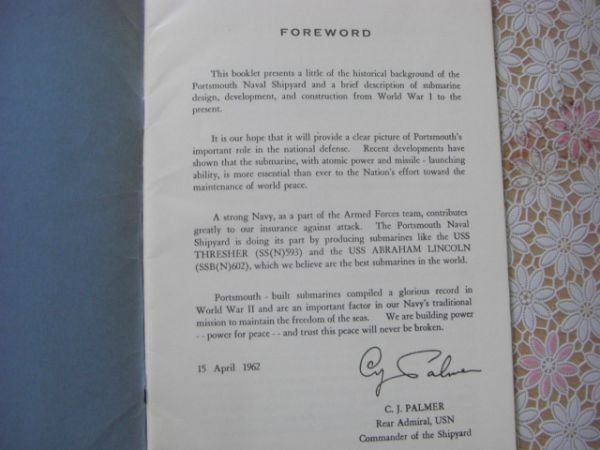 FOREWORD
This booklet presents a little of the historical background of the
Portsmouth Naval Shipyard and a brief description of submarine
design, development, and construction from World War I to the
present.
It is our hope that it will provide a clear picture of Portsmouth's
important role in the national defense. Recent developments have
shown that the submarine, with atomic power and missile - launching
ability, is more essential than ever to the Nation's effort toward the
maintenance of world peace.
A strong Navy, as a part of the Armed Forces team, contributes
greatly to our insurance against attack. The Portsmouth Naval
Shipyard is doing its part by producing submarines like the USS
THRESHER (SS(N)593) and the USS ABRAHAM LINCOLN
(SSB(N)602), which we believe are the best submarines in the world.
Portsmouth - built submarines compiled a glorious record in
World War II and are an important factor in our Navy's traditional
mission to maintain the freedom of the seas. We are building power
- - power for peace - - and trust this peace will never be broken.
15 April 1962
Cy Palmer
C. J. PALMER
Rear Admiral, USN
Commander of the Shipyard